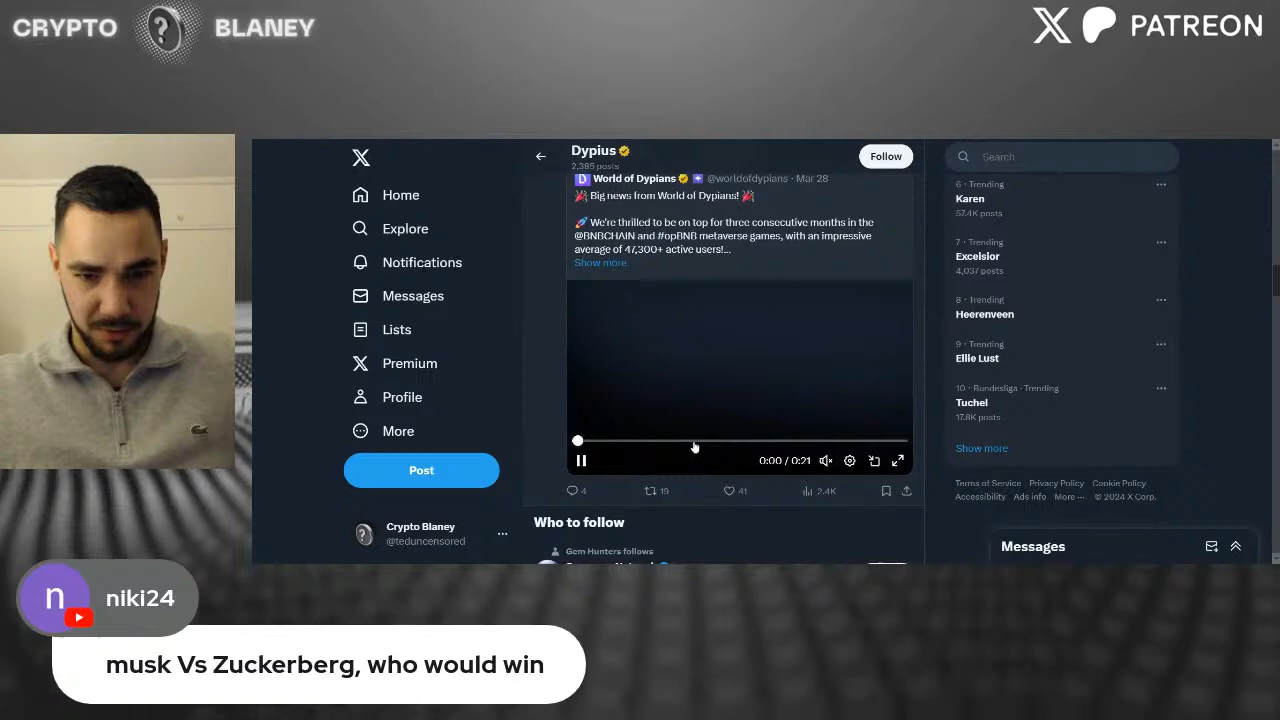 CRYPTO ? BLANEY
PATREON
Home
Explore
Notifications
Messages
Lists
Premium
Profile
More
Post
Crypto Blaney
@teduncensored
Dypius
2,385 posts
Follow
World of Dypians @worldofdypians · Mar 28
🎉 Big news from World of Dypians! 🎉
🚀 We're thrilled to be on top for three consecutive months in the
@BNBCHAIN and #opBNB metaverse games, with an impressive
average of 47,300+ active users!...
Show more
0:00 / 0:21
4 19 41 2.4K
Who to follow
Gem Hunters follows
Search
6 · Trending
Karen
57.4K posts
7 · Trending
Excelsior
4,037 posts
8 · Trending
Heerenveen
9 · Trending
Ellie Lust
10 · Bundesliga · Trending
Tuchel
17.8K posts
Show more
Terms of Service Privacy Policy Cookie Policy
Accessibility Ads info More ··· © 2024 X Corp.
Messages
n niki24
musk Vs Zuckerberg, who would win